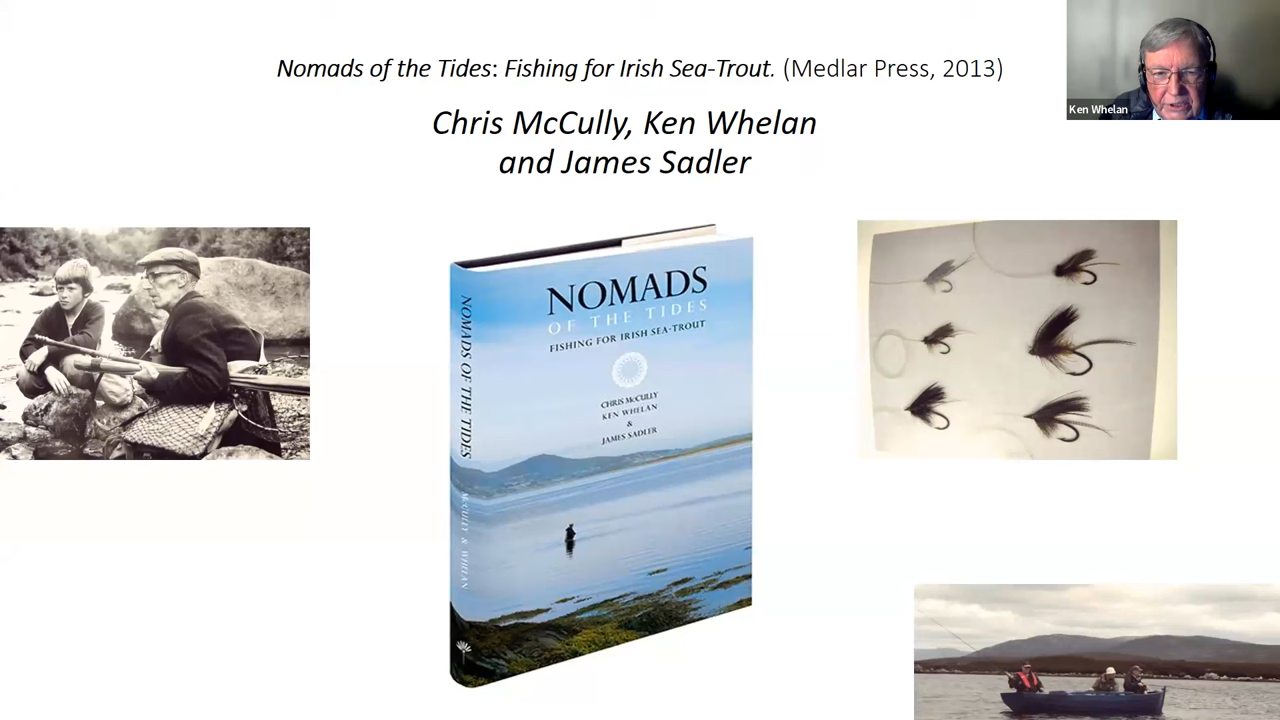 Nomads of the Tides: Fishing for Irish Sea-Trout. (Medlar Press, 2013)
Ken Whelan
Chris McCully, Ken Whelan
and James Sadler
NOMADS
OF THE TIDES
FISHING FOR IRISH SEA-TROUT
CHRIS McCULLY
KEN WHELAN
&
JAMES SADLER
NOMADS OF THE TIDES
McCULLY & WHELAN